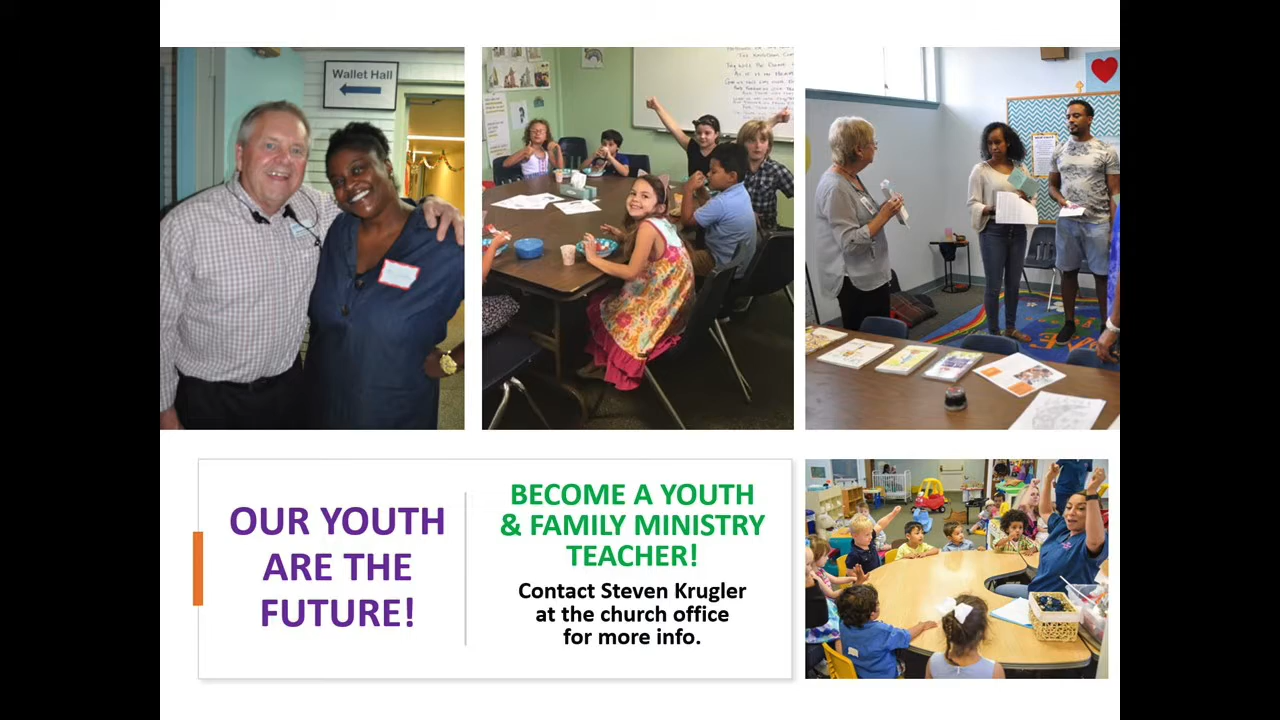 Wallet Hall
OUR YOUTH
ARE THE
FUTURE!
BECOME A YOUTH
& FAMILY MINISTRY
TEACHER!
Contact Steven Krugler
at the church office
for more info.